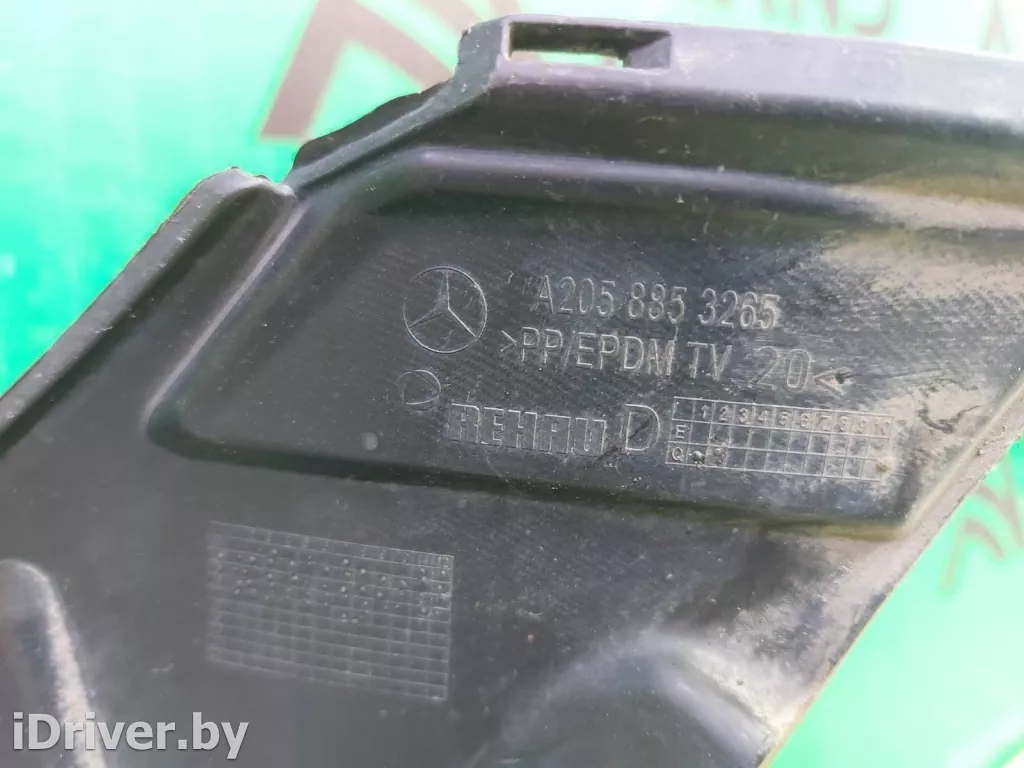 A205 885 3265
>PP/EPDM TV 20<
REHAU D
1 2 3 4 5 6 7 8 9 10
E
Q
iDriver.by